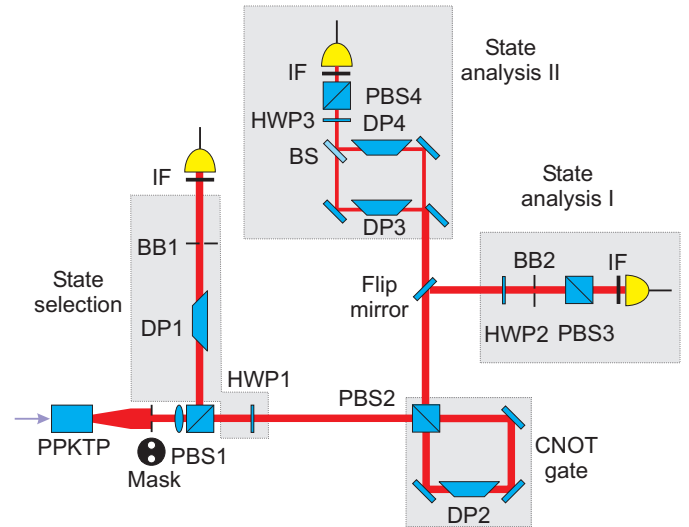 State
analysis II
IF
PBS4
HWP3
DP4
BS
DP3
State
analysis I
IF
BB1
BB2
IF
State
selection
DP1
Flip
mirror
HWP2
PBS3
HWP1
PBS2
PPKTP
PBS1
Mask
CNOT
gate
DP2